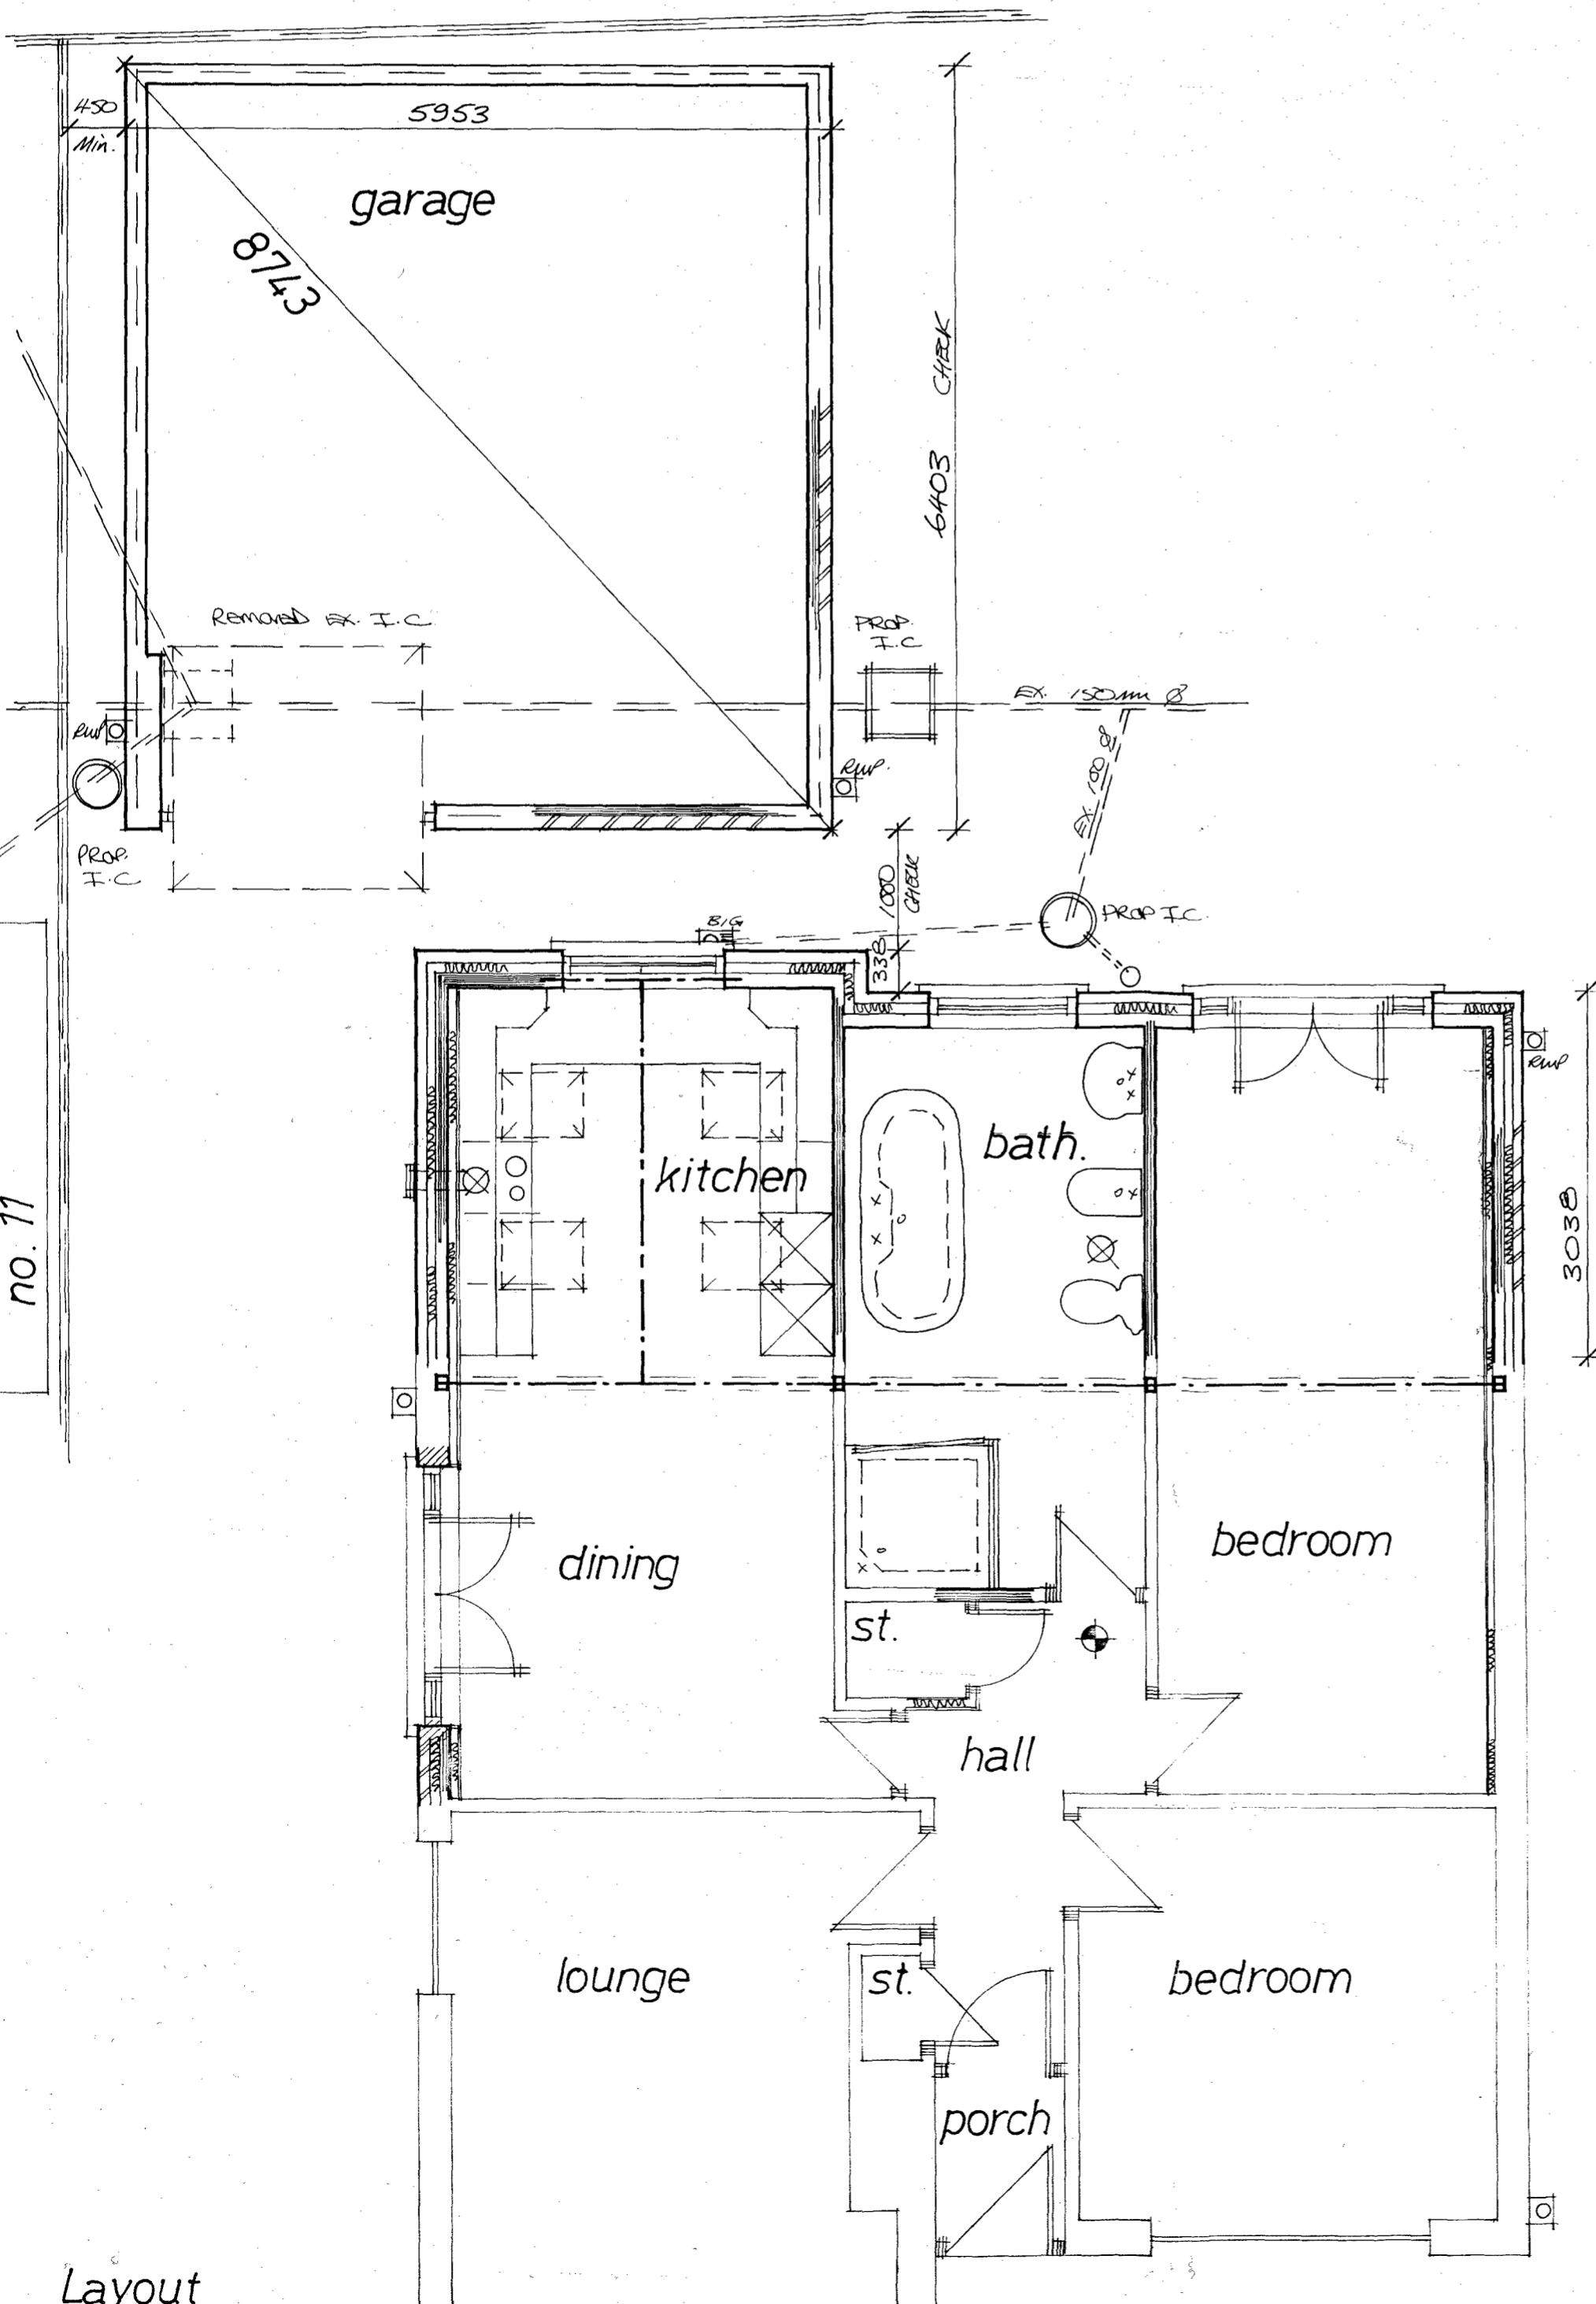 450
Min.
5953
garage
8743
6403 CHECK
REMOVED EX. I.C
PROP.
I.C
EX. 150mm Ø
EX. 100 Ø
RWP
RWP.
PROP.
I.C
1000
CHECK
338
B/G
PROP I.C.
RWP
kitchen
bath.
3038
no. 11
dining
bedroom
st.
hall
lounge
st.
bedroom
porch
Layout